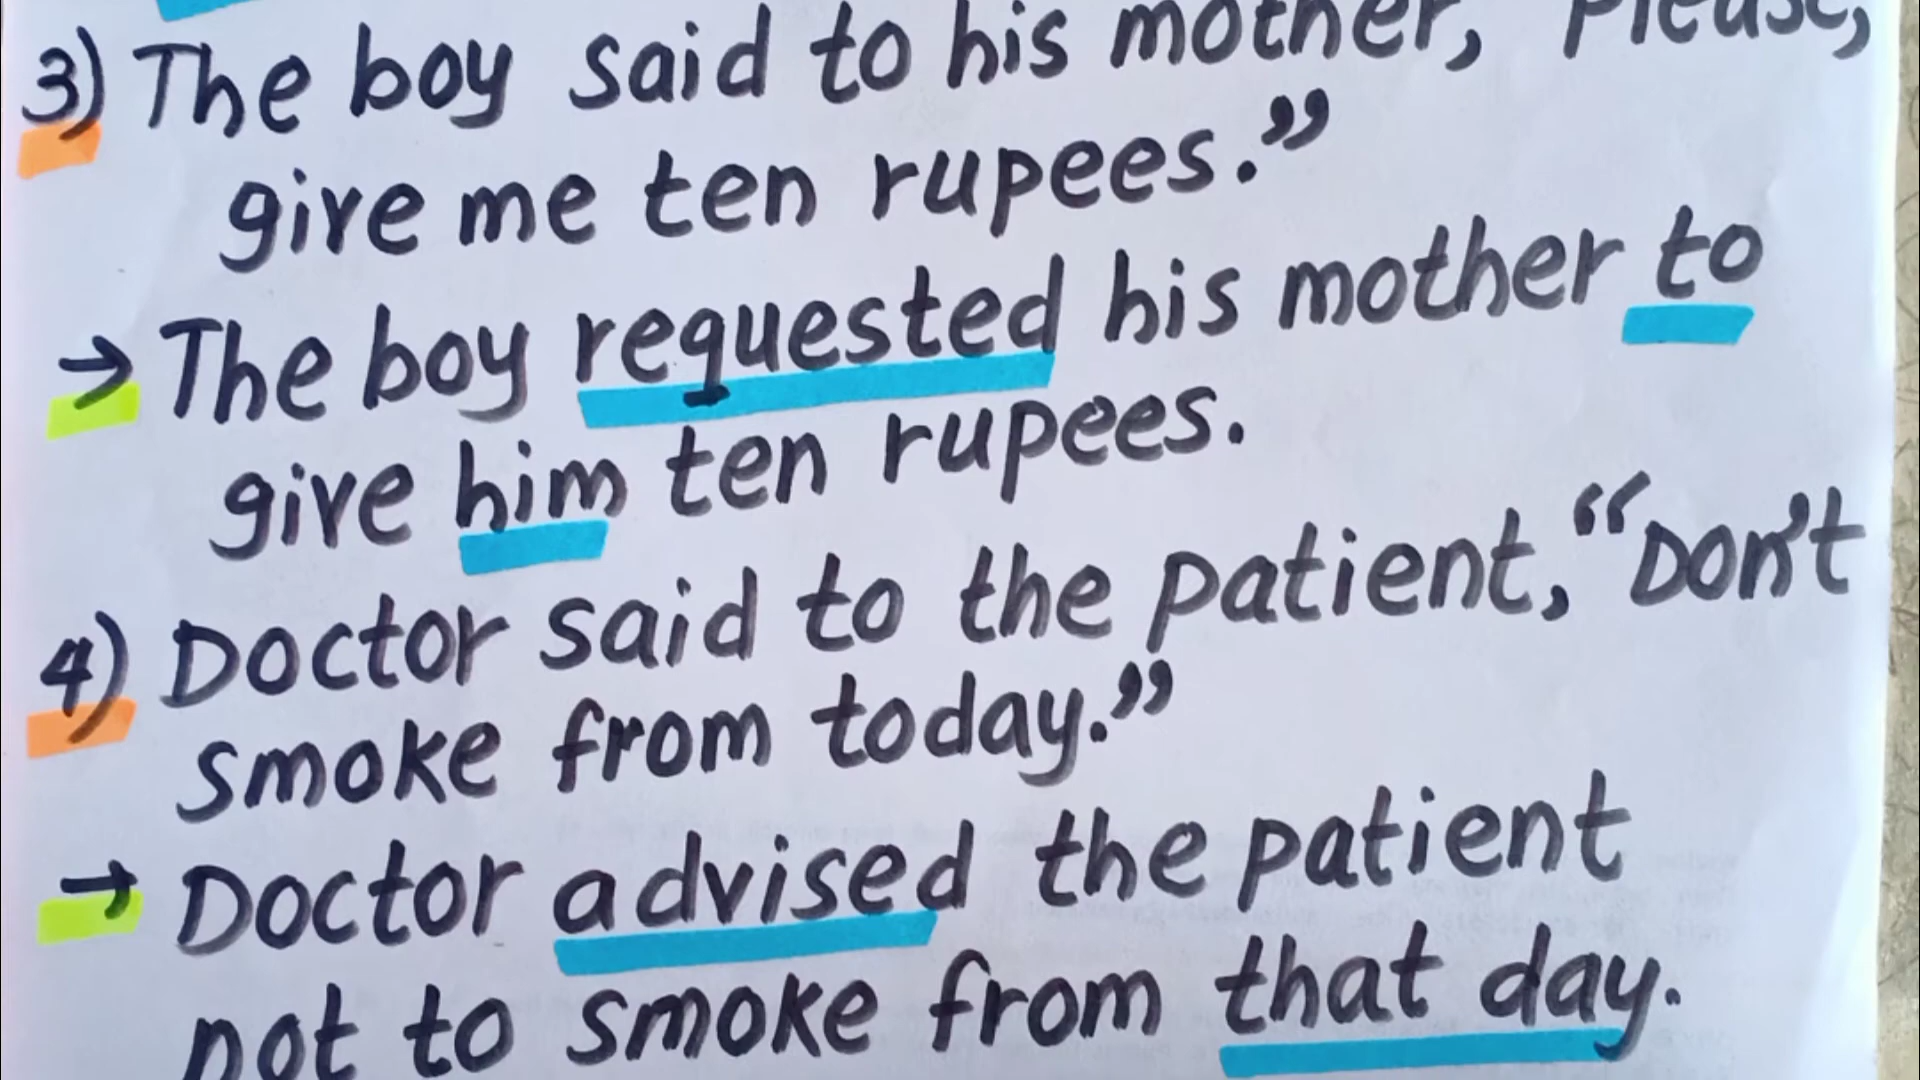 3) The boy said to his mother, Please,
give me ten rupees.”
→ The boy requested his mother to
give him ten rupees.
4) Doctor said to the patient, “Don't
smoke from today.”
→ Doctor advised the patient
not to smoke from that day.